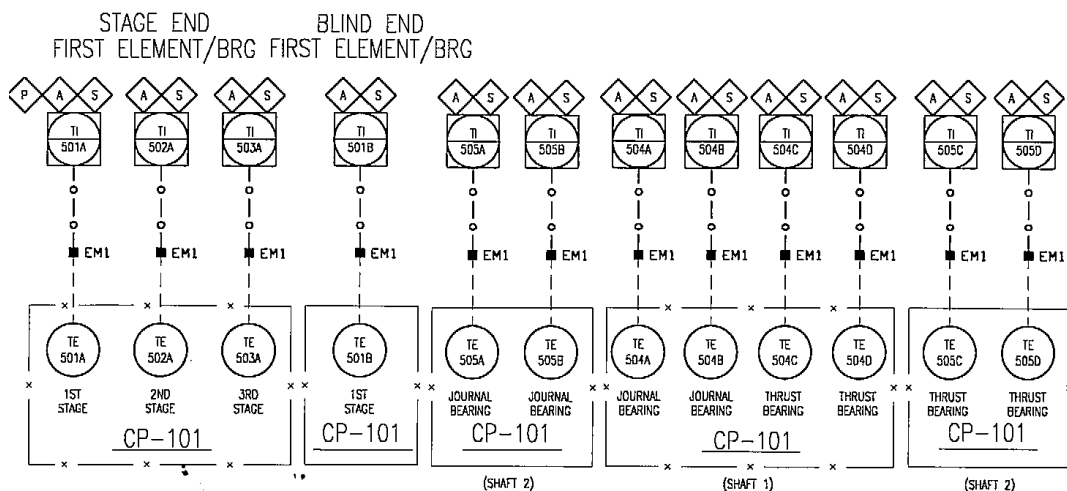 STAGE END BLIND END
FIRST ELEMENT/BRG FIRST ELEMENT/BRG
P A S A S A S A S A S A S A S A S A S A S A S A S
TI TI TI TI TI TI TI TI TI TI TI TI
501A 502A 503A 501B 505A 505B 504A 504B 504C 504D 505C 505D
EM1 EM1 EM1 EM1 EM1 EM1 EM1 EM1 EM1 EM1 EM1 EM1
TE TE TE TE TE TE TE TE TE TE TE TE
501A 502A 503A 501B 505A 505B 504A 504B 504C 504D 505C 505D
1ST 2ND 3RD 1ST JOURNAL JOURNAL JOURNAL JOURNAL THRUST THRUST THRUST THRUST
STAGE STAGE STAGE STAGE BEARING BEARING BEARING BEARING BEARING BEARING BEARING BEARING
CP-101 CP-101 CP-101 CP-101 CP-101
(SHAFT 2) (SHAFT 1) (SHAFT 2)